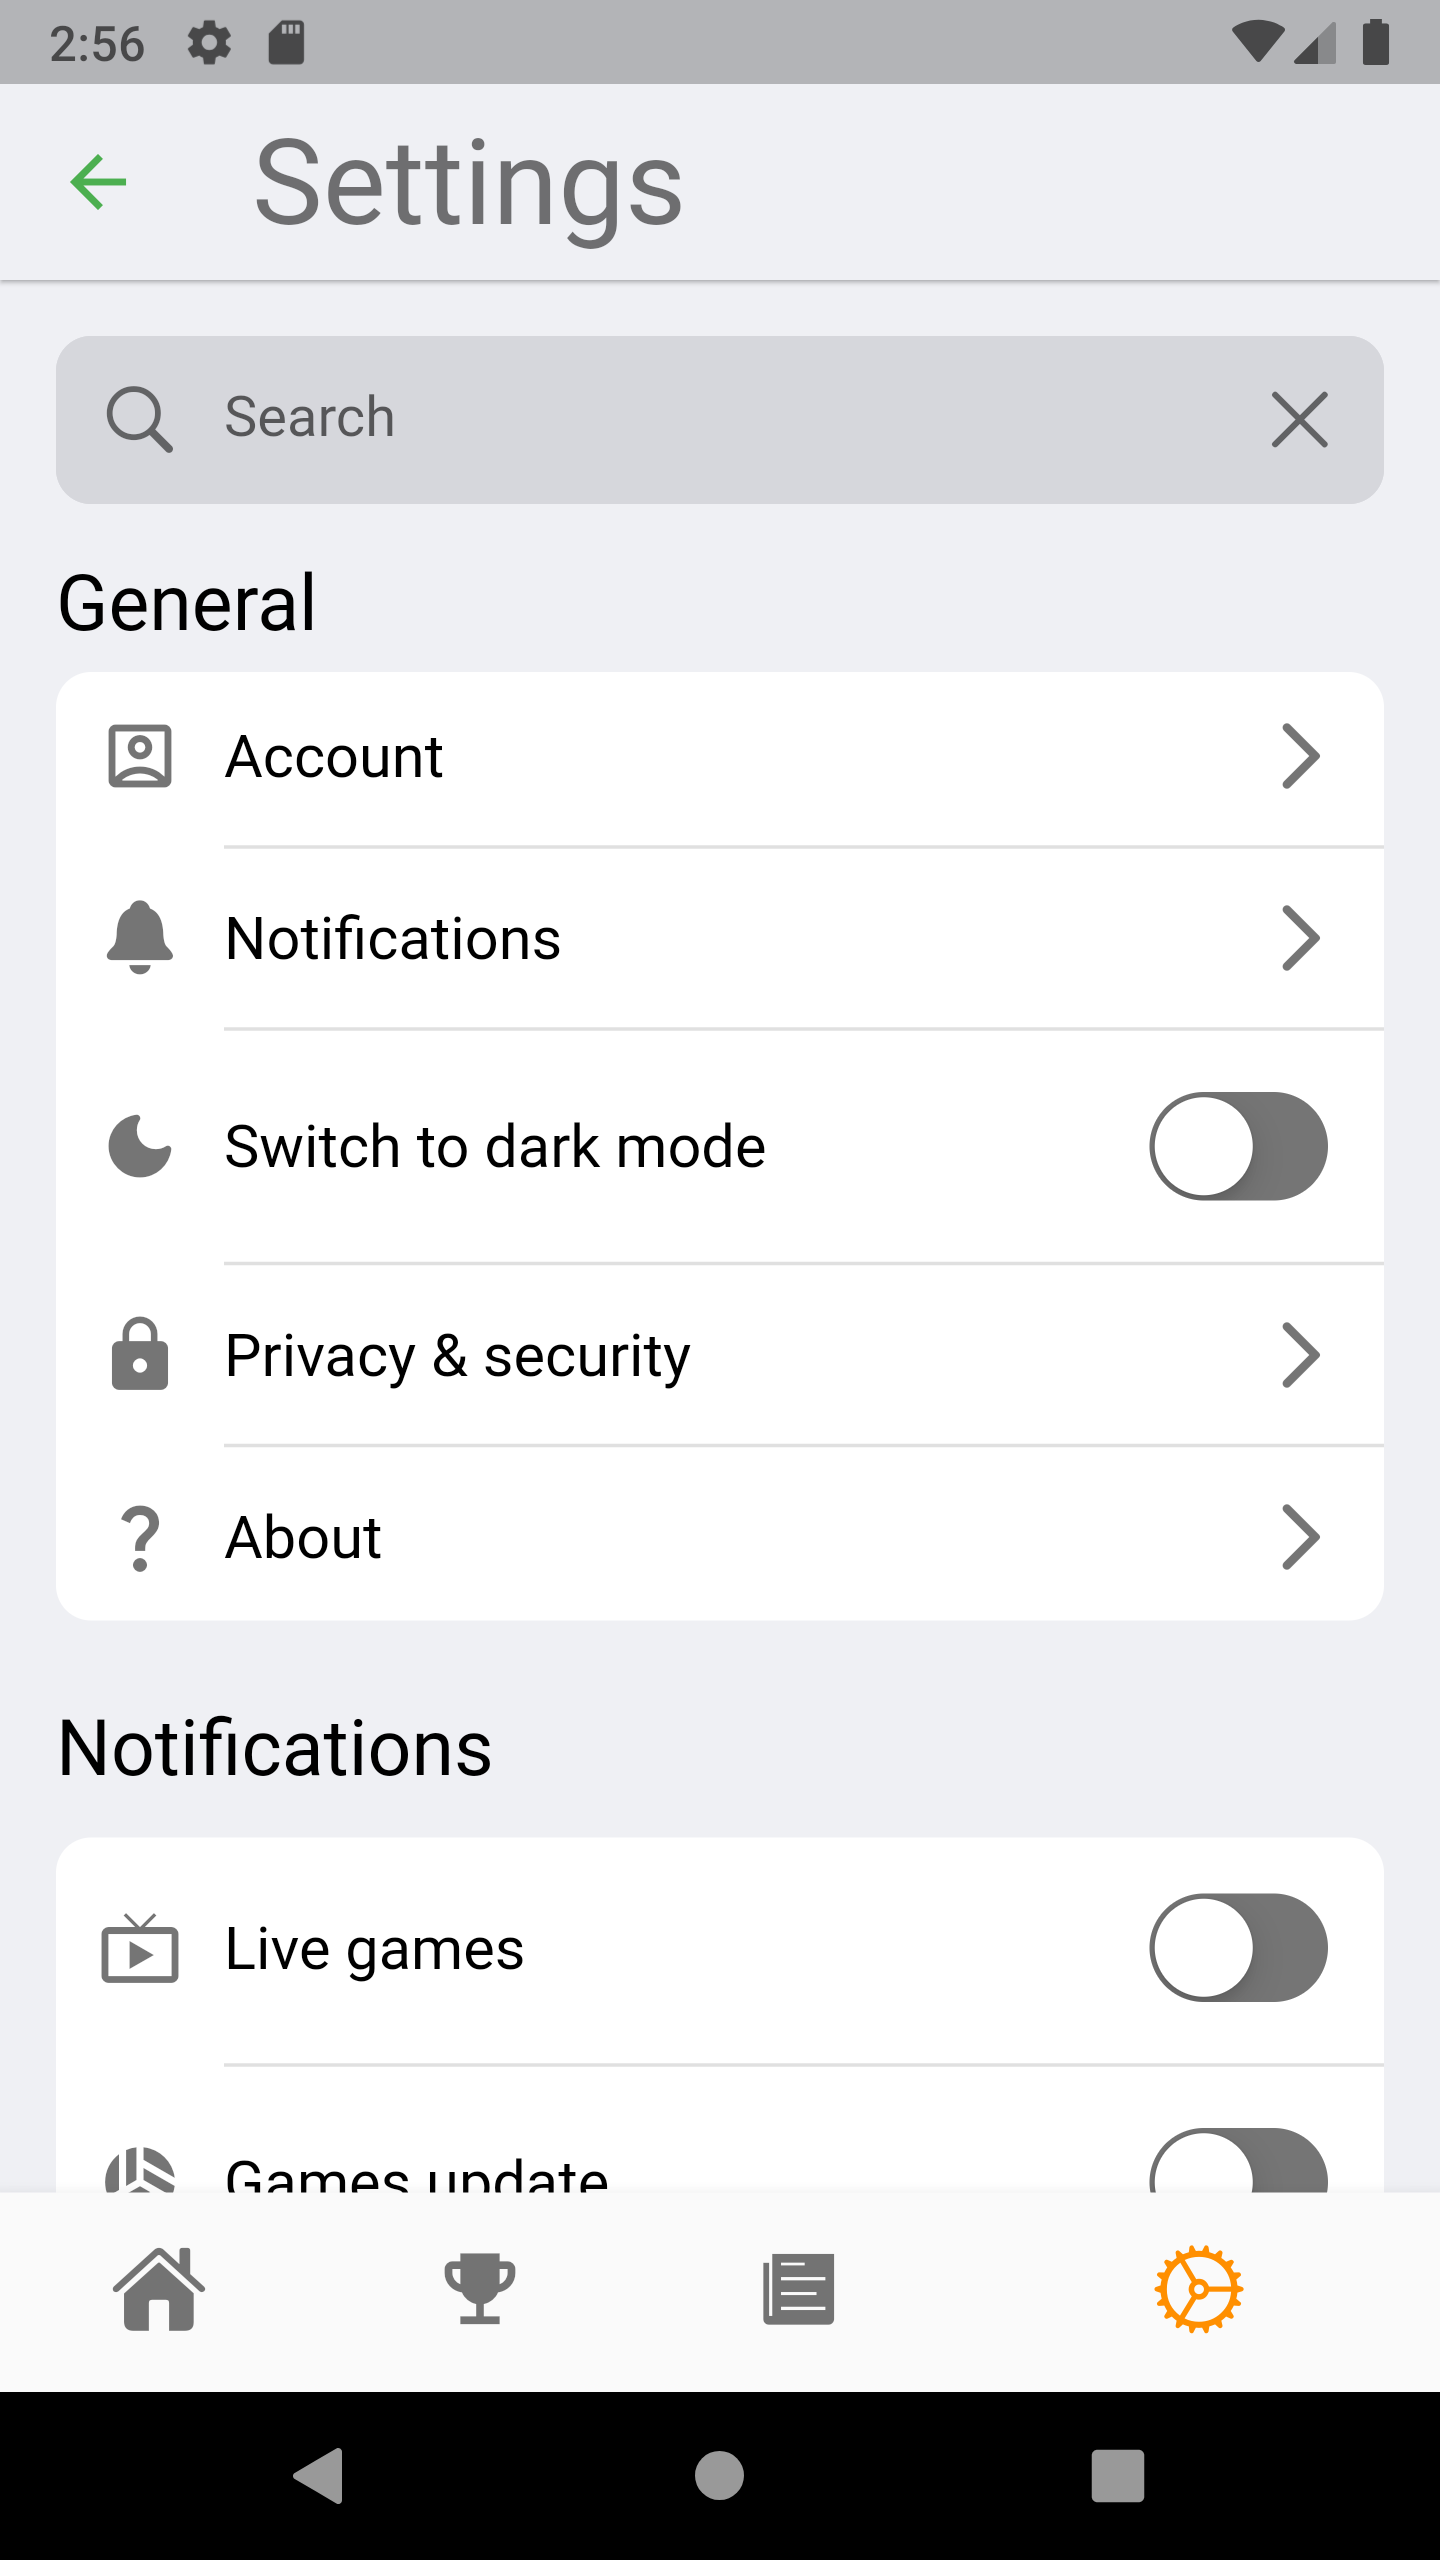 2:56
Settings
Search
General
Account
Notifications
Switch to dark mode
Privacy & security
About
Notifications
Live games
Games update